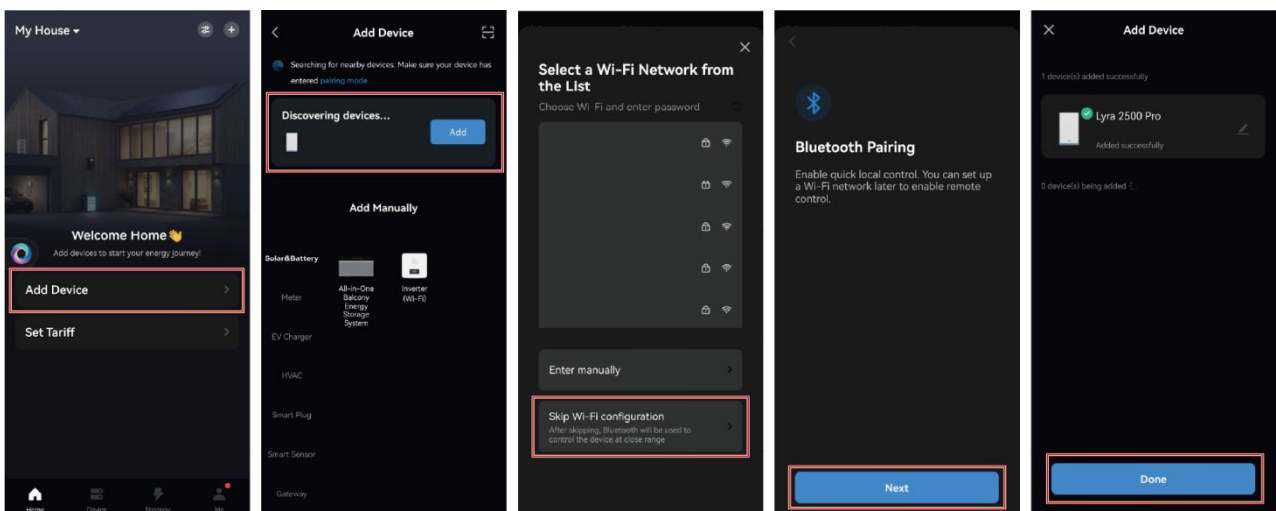 My House
Welcome Home 👋
Add devices to start your energy journey!
Add Device
Set Tariff
Home
Device
Strategy
Me
Add Device
Searching for nearby devices. Make sure your device has
entered pairing mode
Discovering devices...
Add
Add Manually
Solar&Battery
Meter
EV Charger
HVAC
Smart Plug
Smart Sensor
Gateway
All-in-One
Balcony
Energy
Storage
System
Inverter
(Wi-Fi)
Select a Wi-Fi Network from
the List
Choose Wi-Fi and enter password
Enter manually
Skip Wi-Fi configuration
After skipping, Bluetooth will be used to
control the device at close range
Bluetooth Pairing
Enable quick local control. You can set up
a Wi-Fi network later to enable remote
control.
Next
Add Device
1 device(s) added successfully
Lyra 2500 Pro
Added successfully
0 device(s) being added
Done